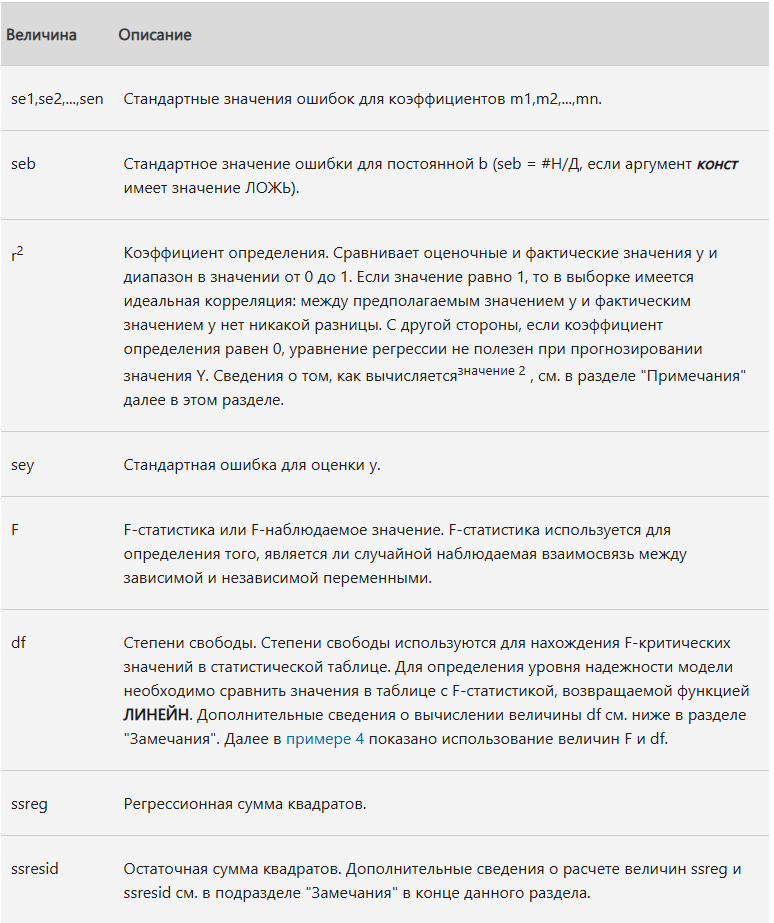 Величина Описание
se1,se2,...,sen Стандартные значения ошибок для коэффициентов m1,m2,...,mn.
seb Стандартное значение ошибки для постоянной b (seb = #Н/Д, если аргумент конст
имеет значение ЛОЖЬ).
r2 Коэффициент определения. Сравнивает оценочные и фактические значения y и
диапазон в значении от 0 до 1. Если значение равно 1, то в выборке имеется
идеальная корреляция: между предполагаемым значением y и фактическим
значением y нет никакой разницы. С другой стороны, если коэффициент
определения равен 0, уравнение регрессии не полезен при прогнозировании
значения Y. Сведения о том, как вычисляетсязначение 2 , см. в разделе "Примечания"
далее в этом разделе.
sey Стандартная ошибка для оценки y.
F F-статистика или F-наблюдаемое значение. F-статистика используется для
определения того, является ли случайной наблюдаемая взаимосвязь между
зависимой и независимой переменными.
df Степени свободы. Степени свободы используются для нахождения F-критических
значений в статистической таблице. Для определения уровня надежности модели
необходимо сравнить значения в таблице с F-статистикой, возвращаемой функцией
ЛИНЕЙН. Дополнительные сведения о вычислении величины df см. ниже в разделе
"Замечания". Далее в примере 4 показано использование величин F и df.
ssreg Регрессионная сумма квадратов.
ssresid Остаточная сумма квадратов. Дополнительные сведения о расчете величин ssreg и
ssresid см. в подразделе "Замечания" в конце данного раздела.